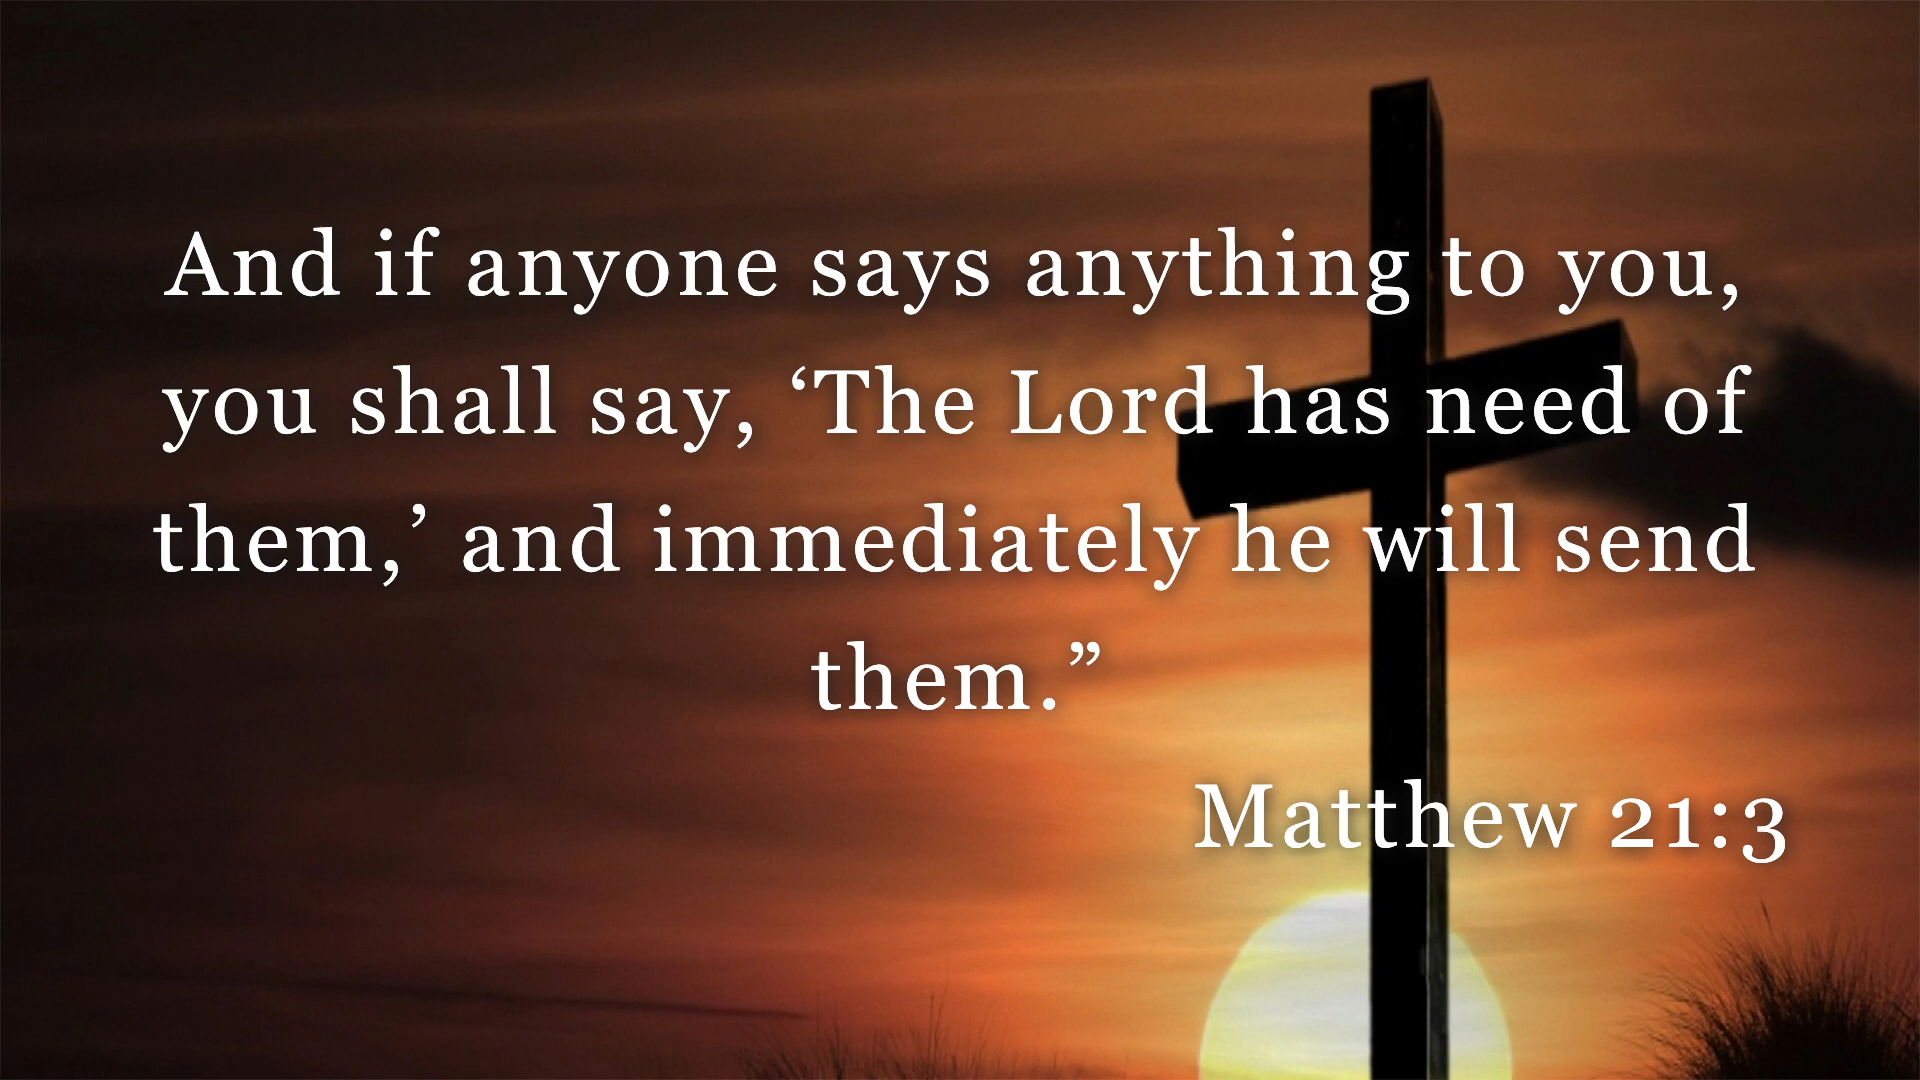 And if anyone says anything to you,
you shall say, ‘The Lord has need of
them,’ and immediately he will send
them.”
Matthew 21:3